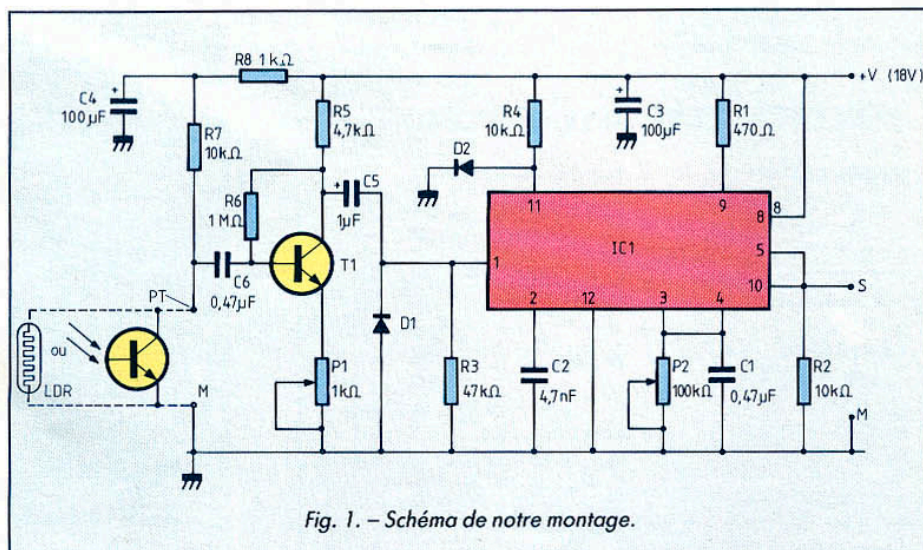 R8 1kΩ
C4
100µF
R7
10kΩ
R5
4,7kΩ
R4
10kΩ
C3
100µF
R1
470Ω
+V (18V)
D2
R6
1MΩ
C5
1µF
11
9
8
8
IC1
5
10
S
1
T1
C6
0,47µF
PT
ou
LDR
M
D1
2
12
3
4
P1
1kΩ
R3
47kΩ
C2
4,7nF
P2
100kΩ
C1
0,47µF
R2
10kΩ
M
Fig. 1. – Schéma de notre montage.